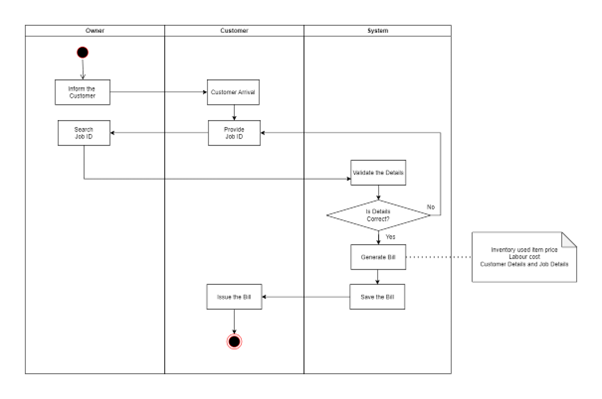 Owner
Customer
System
Inform the
Customer
Customer Arrival
Search
Job ID
Provide
Job ID
Validate the Details
Is Details
Correct?
No
Yes
Generate Bill
Inventory used item price
Labour cost
Customer Details and Job Details
Issue the Bill
Save the Bill